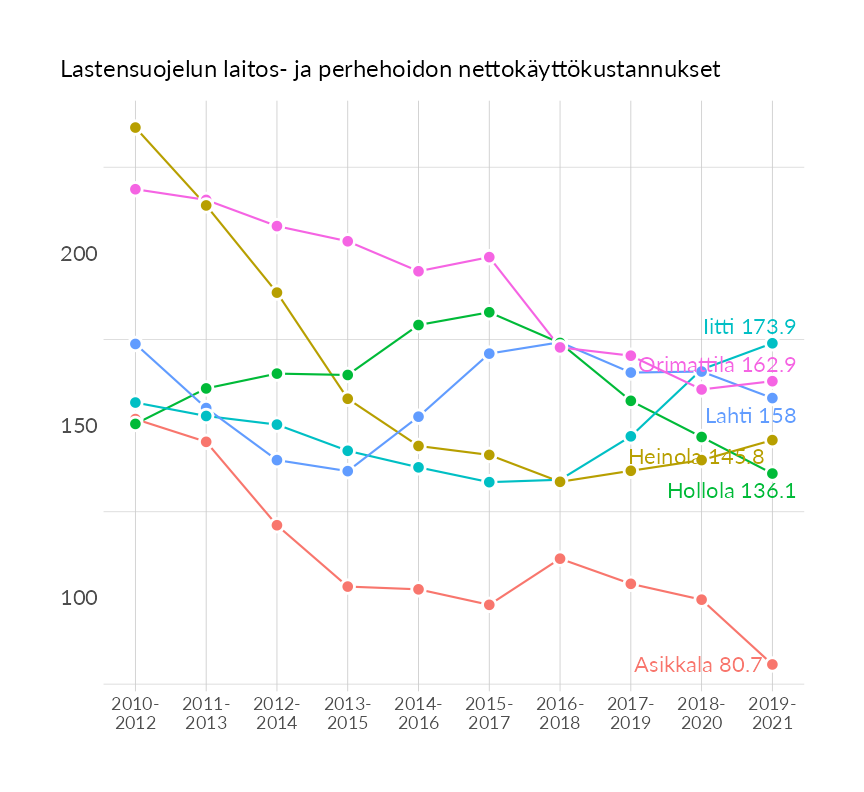 Lastensuojelun laitos- ja perhehoidon nettokäyttökustannukset
200
150
100
Iitti 173.9
Orimattila 162.9
Lahti 158
Heinola 145.8
Hollola 136.1
Asikkala 80.7
2010- 2011- 2012- 2013- 2014- 2015- 2016- 2017- 2018- 2019-
2012 2013 2014 2015 2016 2017 2018 2019 2020 2021